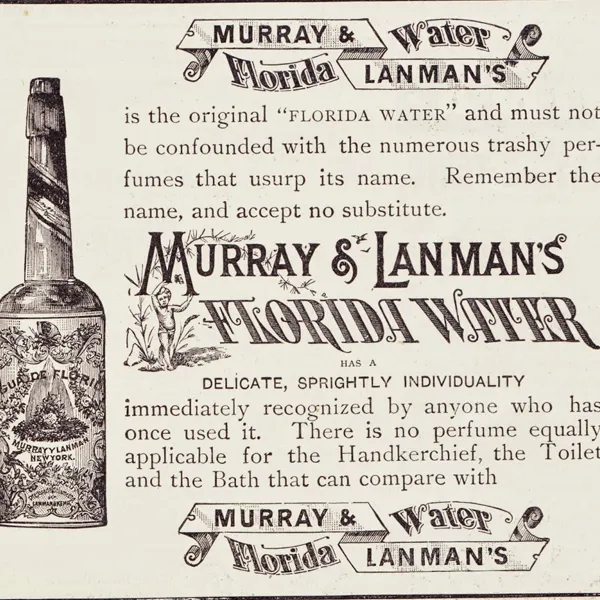 MURRAY & LANMAN'S
Florida Water
is the original "FLORIDA WATER" and must not
be confounded with the numerous trashy per-
fumes that usurp its name. Remember the
name, and accept no substitute.
MURRAY & LANMAN'S
FLORIDA WATER
HAS A
DELICATE, SPRIGHTLY INDIVIDUALITY
immediately recognized by anyone who has
once used it. There is no perfume equally
applicable for the Handkerchief, the Toilet
and the Bath that can compare with
MURRAY & LANMAN'S
Florida Water
GUA DE FLORI
MURRAY Y LANMAN
NEW YORK.